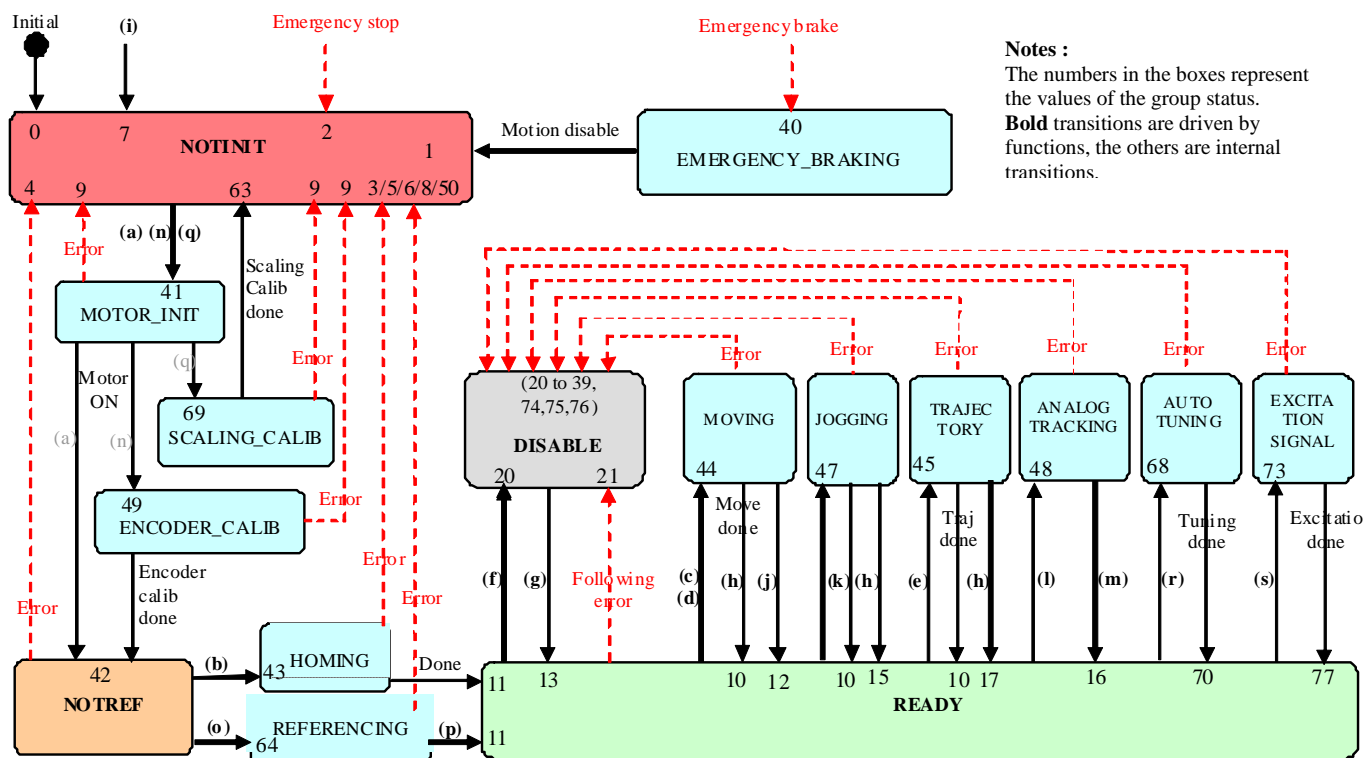 Initial
(i)
Emergency stop
Emergency brake
Notes :
The numbers in the boxes represent
the values of the group status.
Bold transitions are driven by
functions, the others are internal
transitions.
0
7
2
NOTINIT
1
4
9
63
9
9
3/5/6/8/50
Motion disable
40
EMERGENCY_BRAKING
Error
(a)
(n)
(q)
Scaling
Calib
done
41
MOTOR_INIT
Motor
ON
(q)
(a)
(n)
Error
69
SCALING_CALIB
49
ENCODER_CALIB
Error
Encoder
calib
done
Error
Error
Error
42
NOTREF
(b)
43
HOMING
Done
(o)
64
REFERENCING
(p)
(20 to 39,
74,75,76 )
DISABLE
20
21
Error
Error
Error
Error
Error
Error
MOVING
44
JOGGING
47
TRAJEC
TORY
45
ANALOG
TRACKING
48
AUTO
TUNING
68
EXCITA
TION
SIGNAL
73
(f)
(g)
Following
error
(c)
(d)
Move
done
(h)
(j)
(k)
(h)
(e)
Traj
done
(h)
(l)
(m)
(r)
Tuning
done
(s)
Excitatio
done
11
13
10
12
10
15
10
17
16
70
77
READY
11